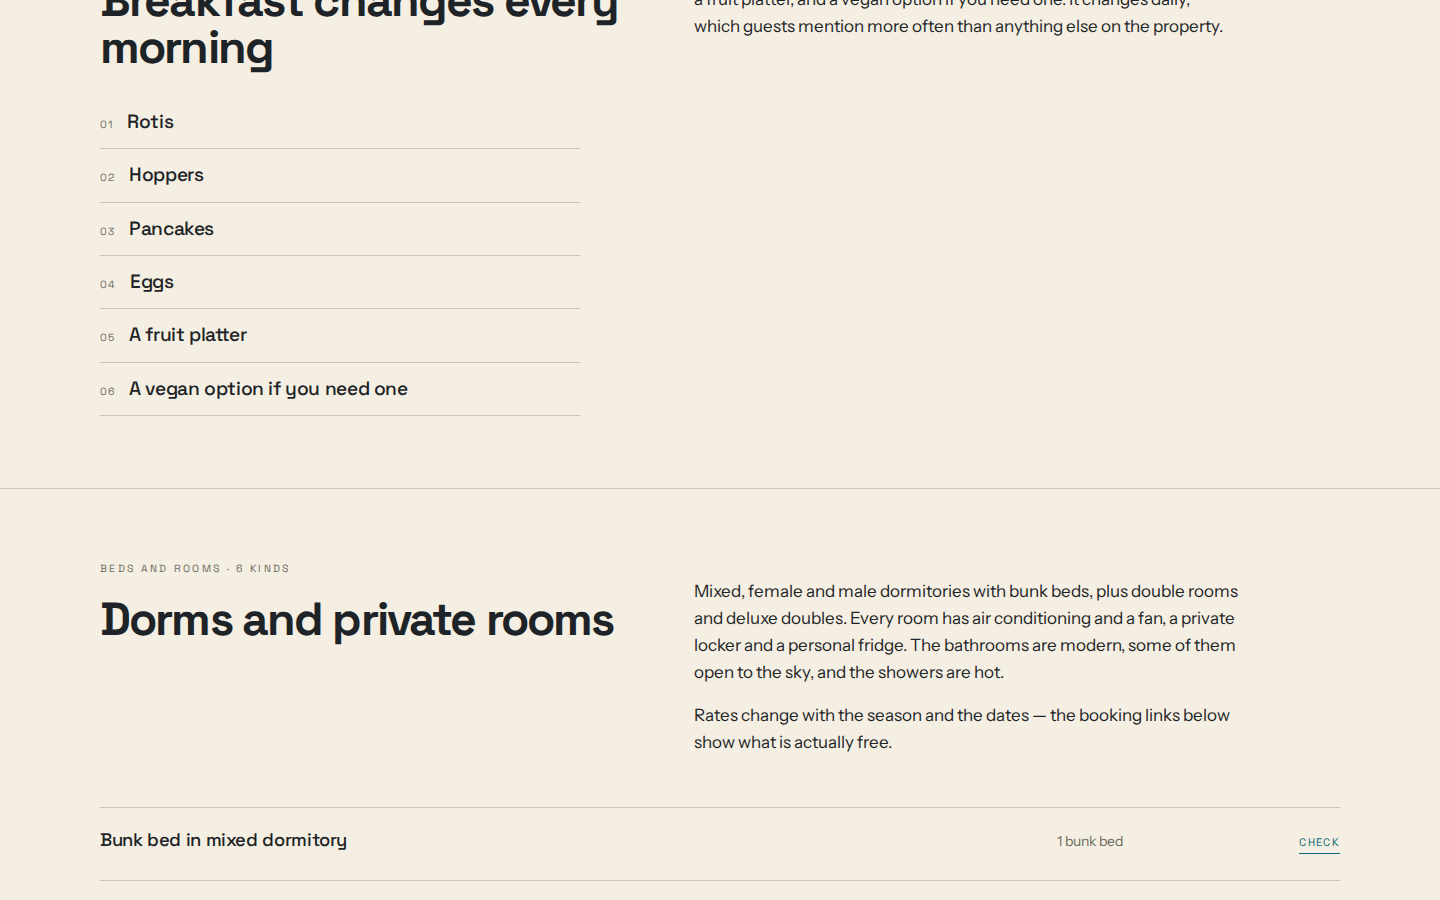 Breakfast changes every
morning
a fruit platter, and a vegan option if you need one. It changes daily,
which guests mention more often than anything else on the property.
01 Rotis
02 Hoppers
03 Pancakes
04 Eggs
05 A fruit platter
06 A vegan option if you need one
BEDS AND ROOMS · 6 KINDS
Dorms and private rooms
Mixed, female and male dormitories with bunk beds, plus double rooms
and deluxe doubles. Every room has air conditioning and a fan, a private
locker and a personal fridge. The bathrooms are modern, some of them
open to the sky, and the showers are hot.
Rates change with the season and the dates — the booking links below
show what is actually free.
Bunk bed in mixed dormitory 1 bunk bed CHECK